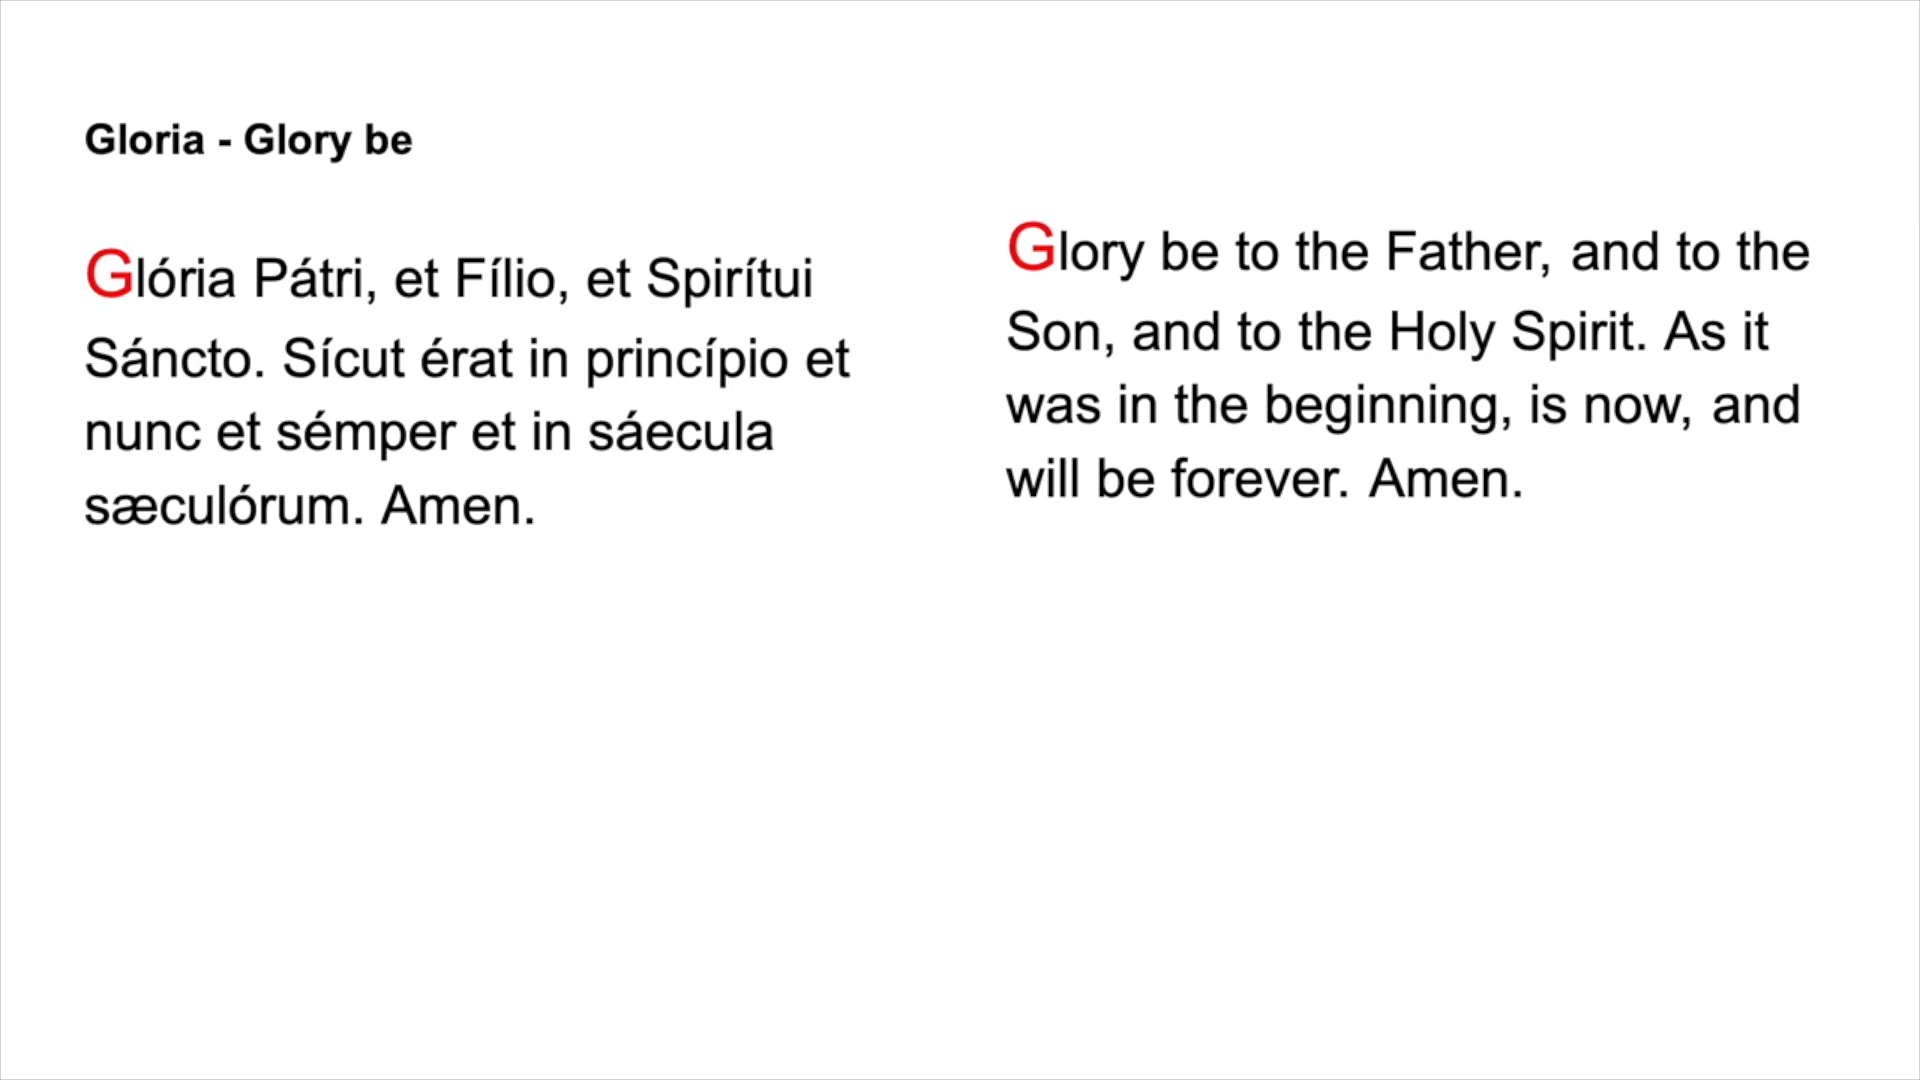 Gloria - Glory be
Glória Pátri, et Fílio, et Spirítui
Sáncto. Sícut érat in princípio et
nunc et sémper et in sáecula
sæculórum. Amen.
Glory be to the Father, and to the
Son, and to the Holy Spirit. As it
was in the beginning, is now, and
will be forever. Amen.